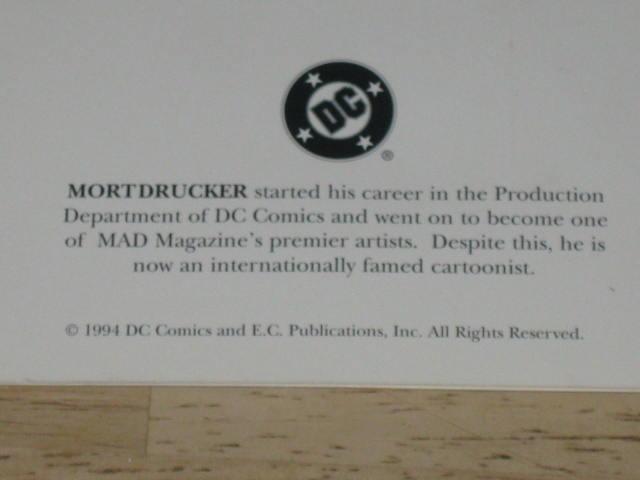 DC
®
MORT DRUCKER started his career in the Production
Department of DC Comics and went on to become one
of MAD Magazine's premier artists. Despite this, he is
now an internationally famed cartoonist.
© 1994 DC Comics and E.C. Publications, Inc. All Rights Reserved.